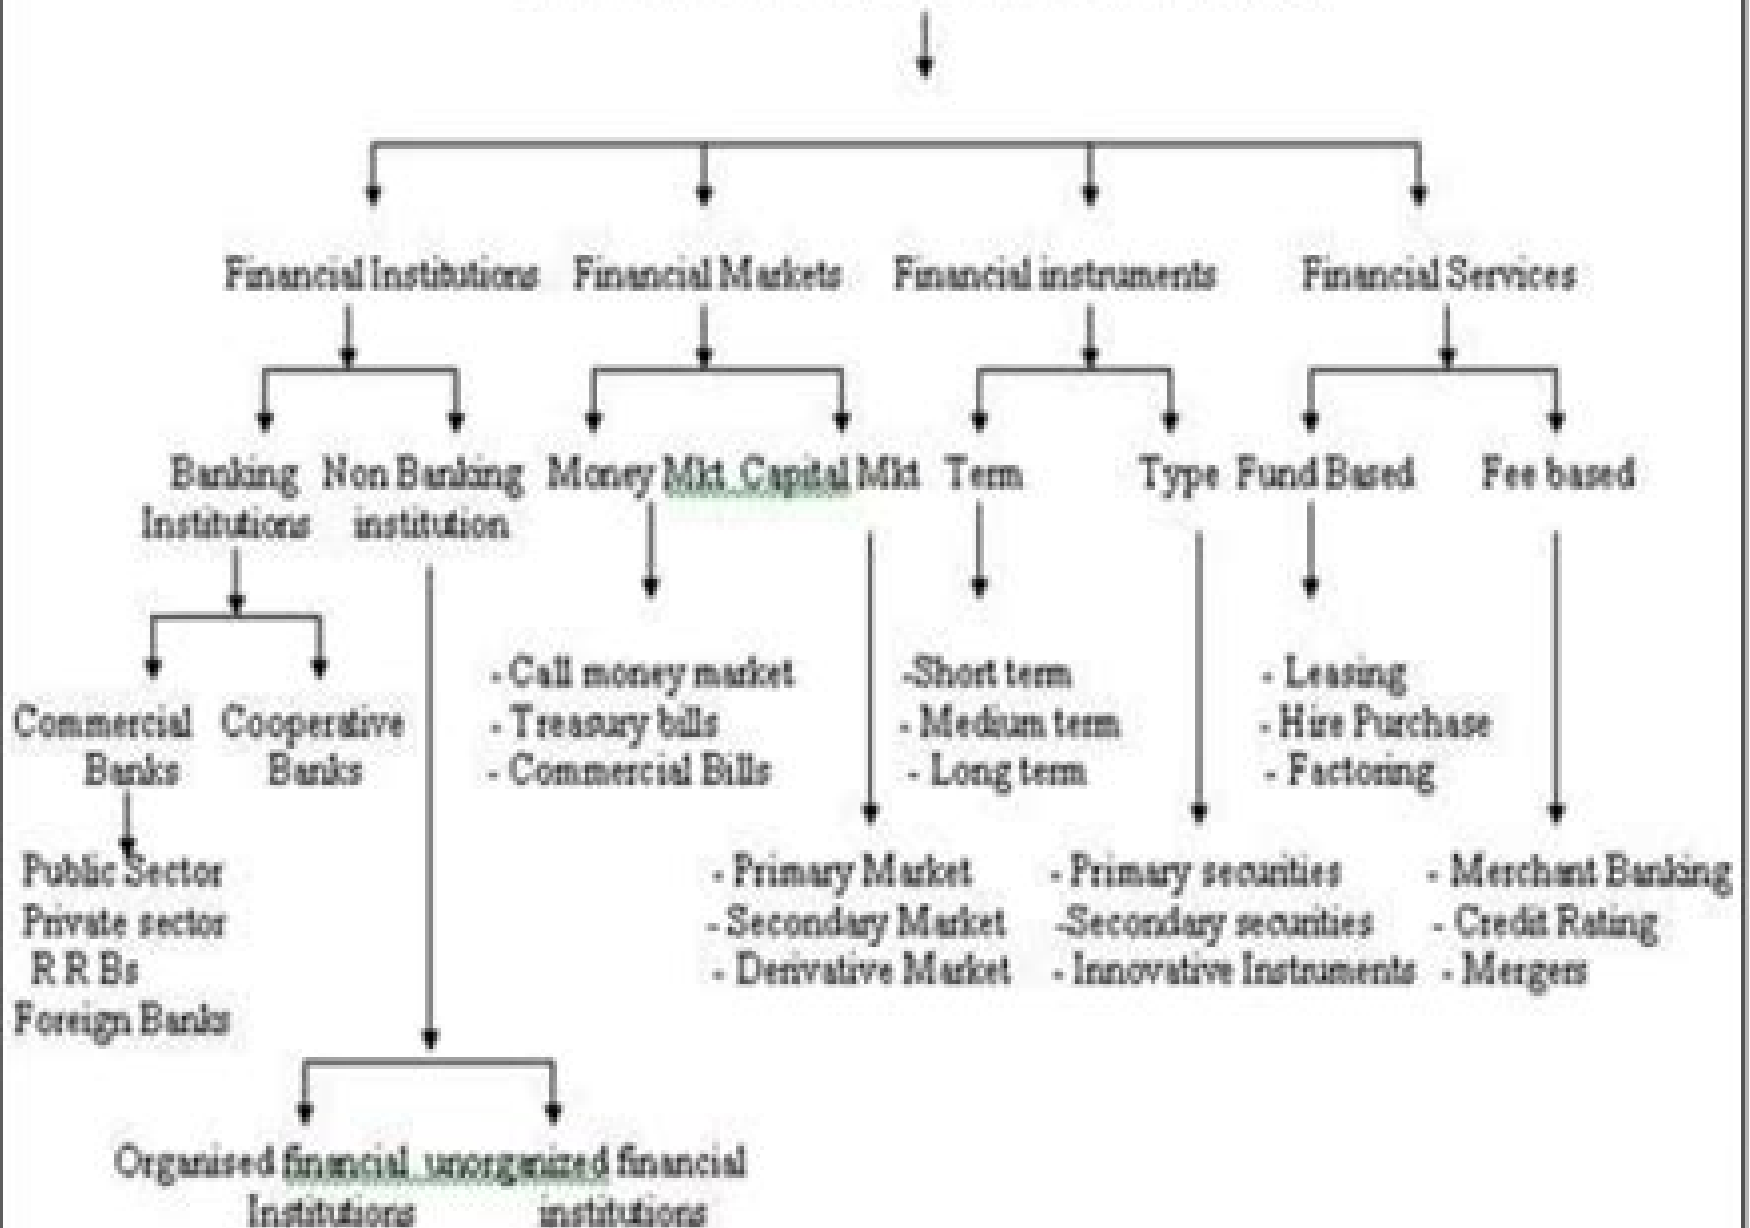 Financial Institutions Financial Markets Financial instruments Financial Services
Banking Non Banking Money Mkt Capital Mkt Term Type Fund Based Fee based
Institutions institution
- Call money market -Short term - Leasing
Commercial Cooperative - Treasury bills - Medium term - Hire Purchase
Banks Banks - Commercial Bills - Long term - Factoring
Public Sector - Primary Market - Primary securities - Merchant Banking
Private sector - Secondary Market -Secondary securities - Credit Rating
R R Bs - Derivative Market - Innovative Instruments - Mergers
Foreign Banks
Organised financial unorganized financial
Institutions institutions